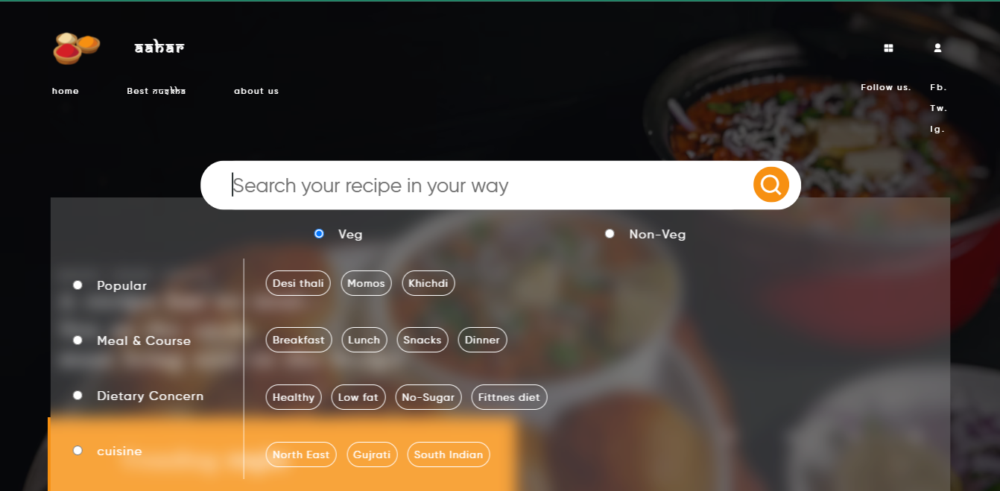 aahar
home
Best nuskha
about us
Follow us.
Fb.
Tw.
Ig.
Search your recipe in your way
Veg
Non-Veg
Popular
Desi thali
Momos
Khichdi
Meal & Course
Breakfast
Lunch
Snacks
Dinner
Dietary Concern
Healthy
Low fat
No-Sugar
Fittnes diet
cuisine
North East
Gujrati
South Indian